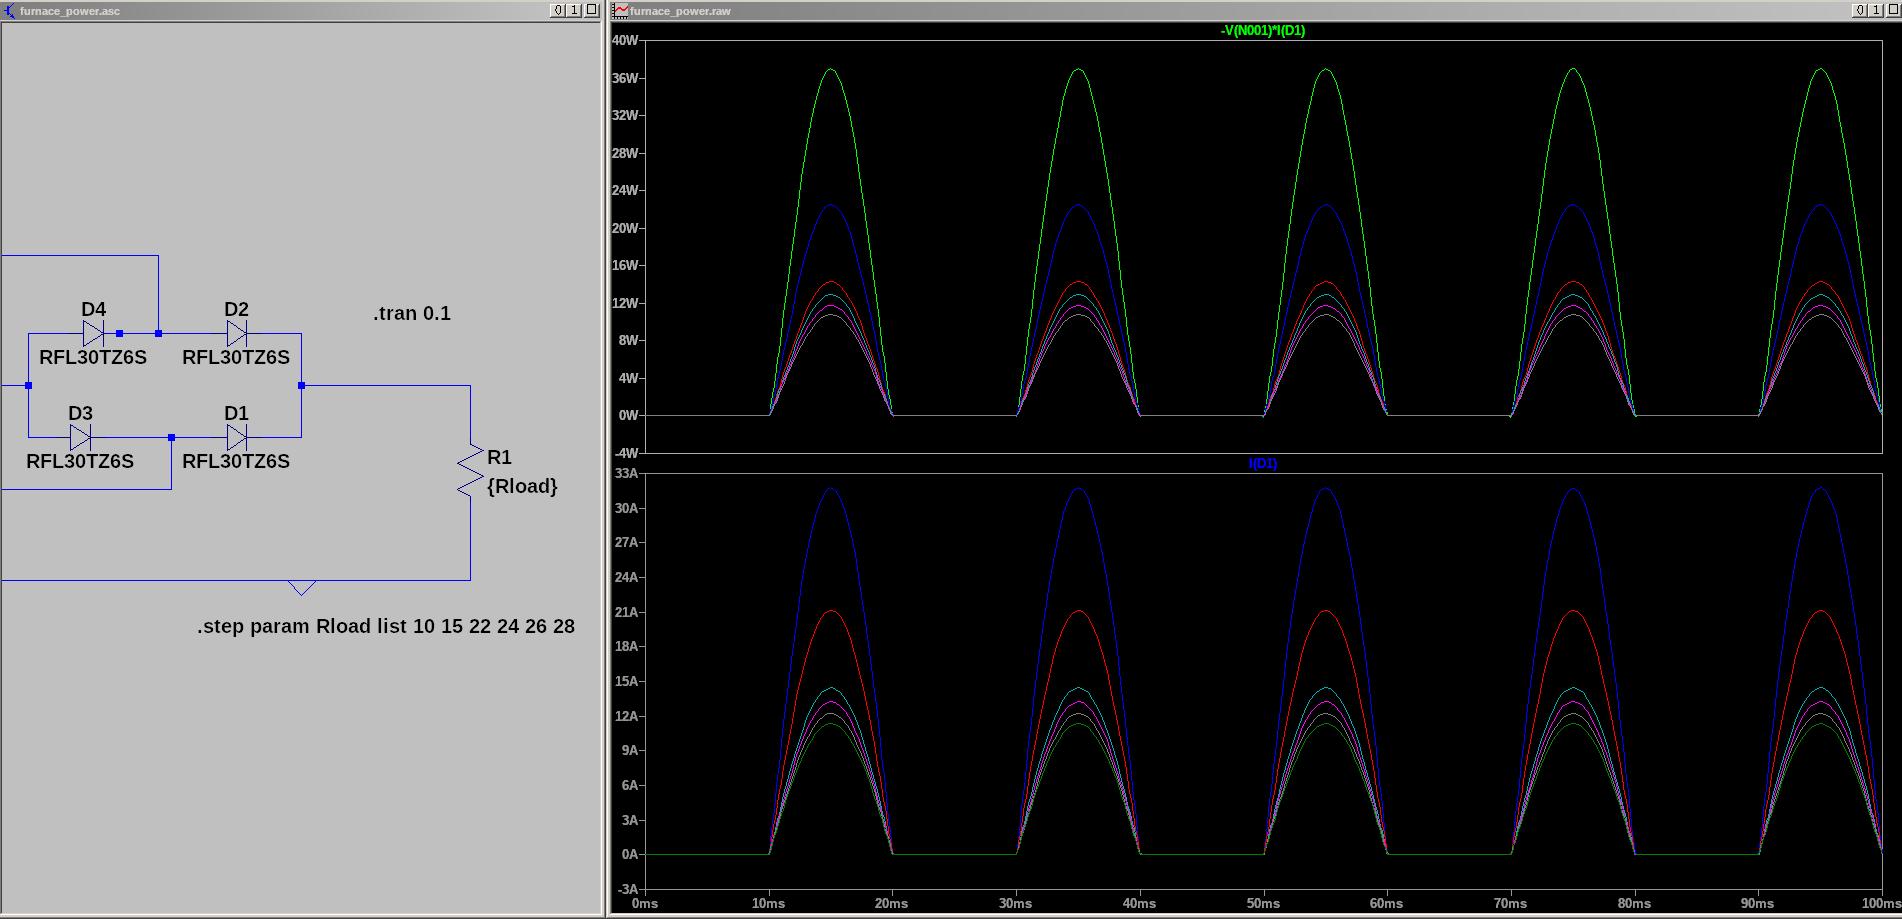 furnace_power.asc
D4
D2
.tran 0.1
RFL30TZ6S
RFL30TZ6S
D3
D1
RFL30TZ6S
RFL30TZ6S
R1
{Rload}
.step param Rload list 10 15 22 24 26 28
furnace_power.raw
-V(N001)*I(D1)
40W
36W
32W
28W
24W
20W
16W
12W
8W
4W
0W
-4W
I(D1)
33A
30A
27A
24A
21A
18A
15A
12A
9A
6A
3A
0A
-3A
0ms 10ms 20ms 30ms 40ms 50ms 60ms 70ms 80ms 90ms 100ms